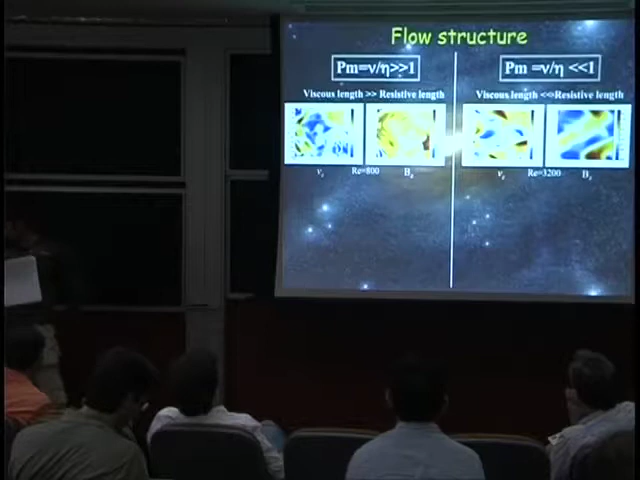 Flow structure
Pm=ν/η>>1
Viscous length >> Resistive length
Re=800
Pm =ν/η <<1
Viscous length <<Resistive length
Re=3200